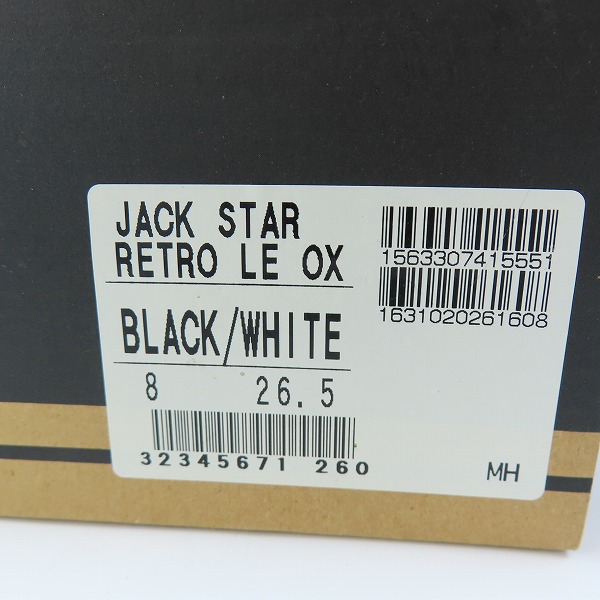 JACK STAR
RETRO LE OX
BLACK/WHITE
8 26.5
32345671 260
1563307415551
1631020261608
MH